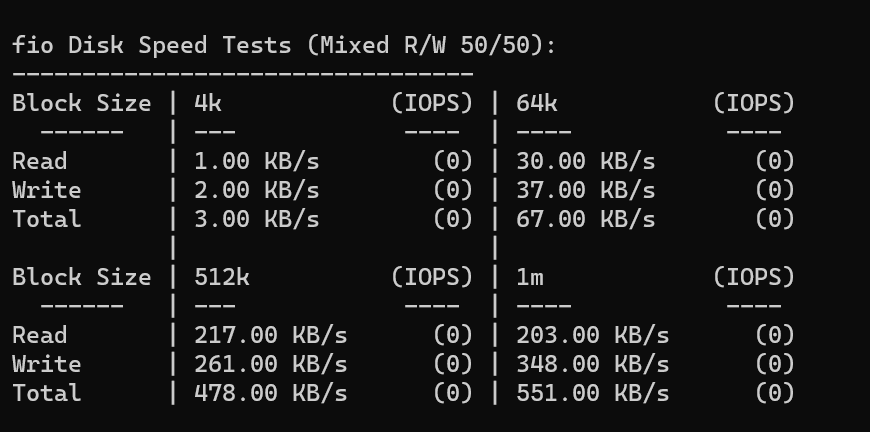 fio Disk Speed Tests (Mixed R/W 50/50):
---------------------------------
Block Size | 4k            (IOPS) | 64k           (IOPS)
  ------   | ---            ----  | ----           ----
Read       | 1.00 KB/s        (0) | 30.00 KB/s       (0)
Write      | 2.00 KB/s        (0) | 37.00 KB/s       (0)
Total      | 3.00 KB/s        (0) | 67.00 KB/s       (0)
           |                      |
Block Size | 512k          (IOPS) | 1m            (IOPS)
  ------   | ---            ----  | ----           ----
Read       | 217.00 KB/s      (0) | 203.00 KB/s      (0)
Write      | 261.00 KB/s      (0) | 348.00 KB/s      (0)
Total      | 478.00 KB/s      (0) | 551.00 KB/s      (0)